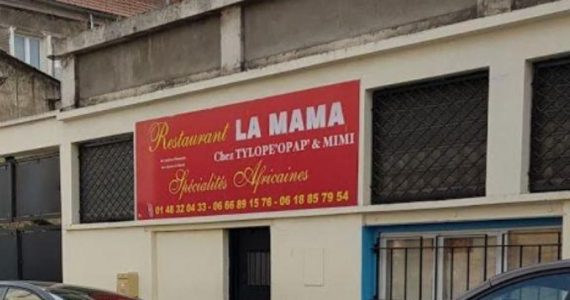 Restaurant LA MAMA
Chez TYLOPE'OPAP' & MIMI
Spécialités Africaines
01 48 32 04 33 - 06 66 89 15 76 - 06 18 85 79 54